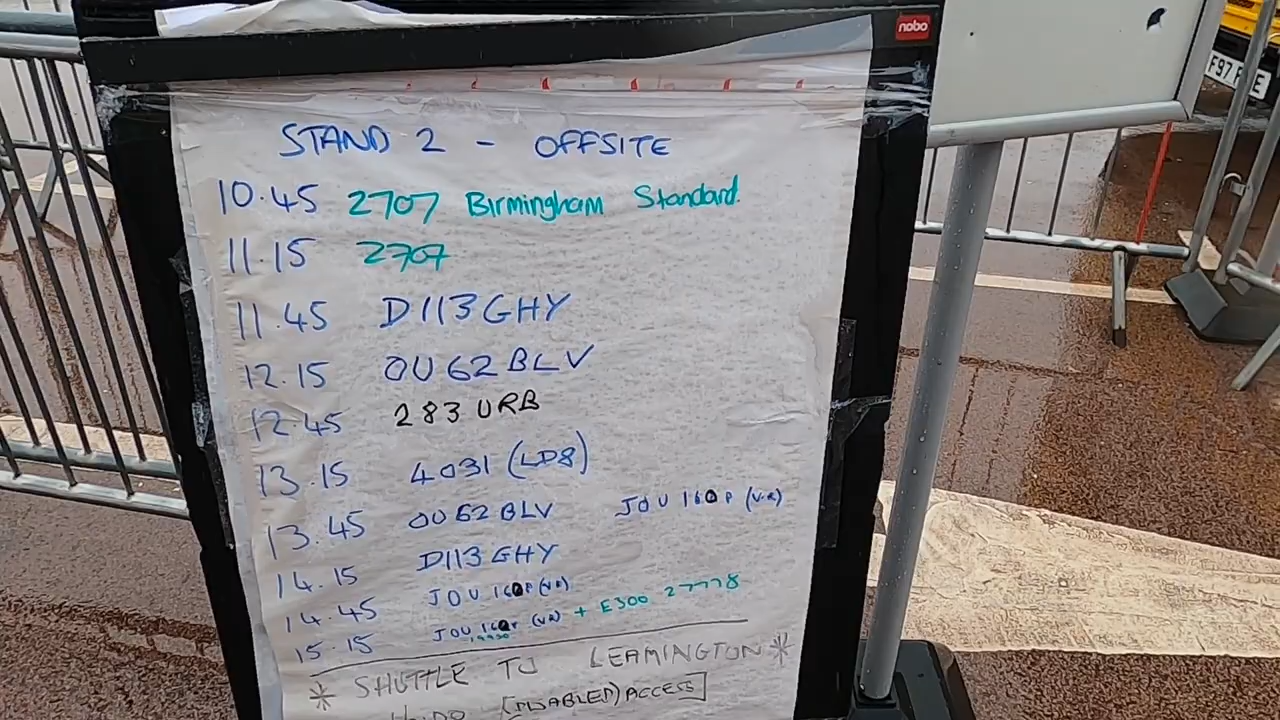 nobo
STAND 2 - OFFSITE
10.45 2707 Birmingham Standard.
11.15 2707
11.45 D113GHY
12.15 OU62BLV
12.45 283 URB
13.15 4031 (LD8)
13.45 OU62BLV JOU 160P (V.R)
14.15 D113GHY
14.45 JOU 160P (VR)
15.15 JOU 160P (VR) + E300 27778
* SHUTTLE TO LEAMINGTON *
(DISABLED) ACCESS